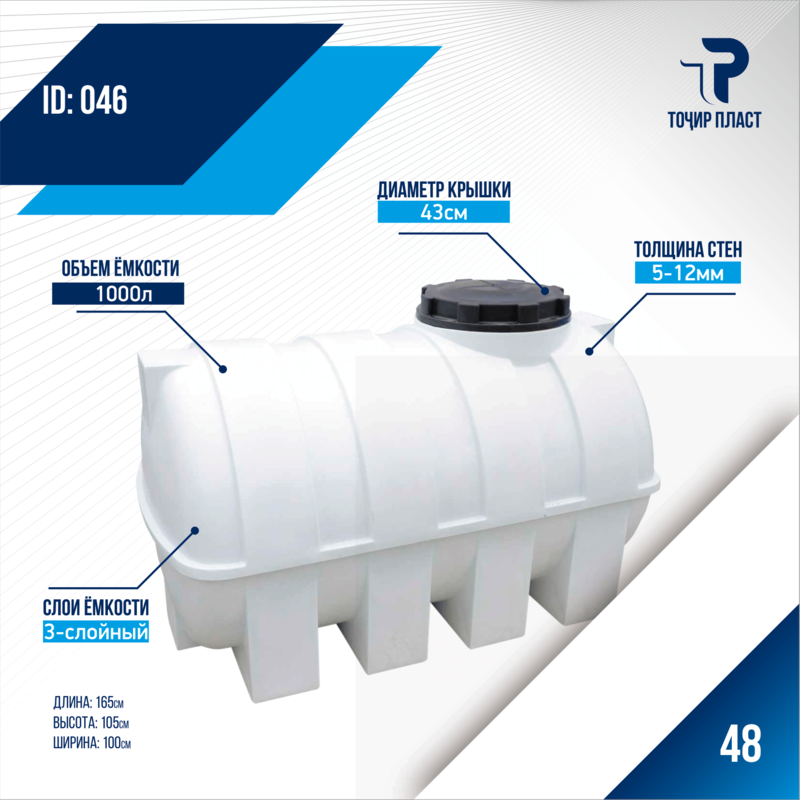 ID: 046
ТОҶИР ПЛАСТ
ДИАМЕТР КРЫШКИ
43см
ТОЛЩИНА СТЕН
5-12мм
ОБЪЕМ ЁМКОСТИ
1000л
СЛОИ ЁМКОСТИ
3-слойный
ДЛИНА: 165см
ВЫСОТА: 105см
ШИРИНА: 100см
48